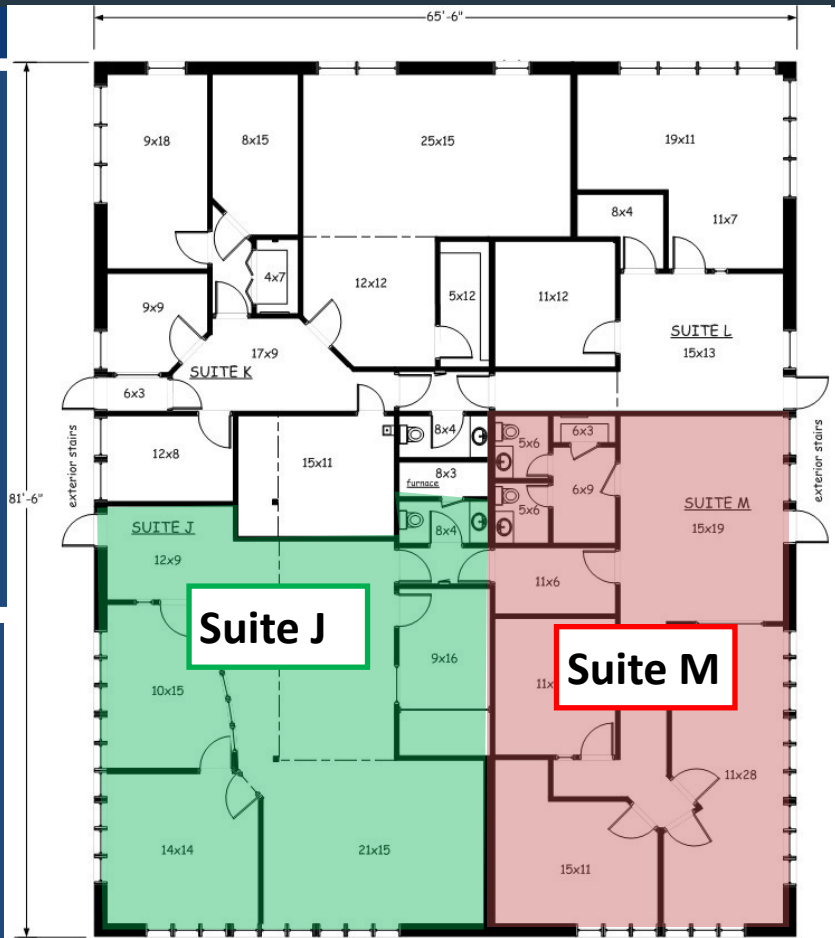 65'-6"
9x18
8x15
25x15
19x11
8x4
11x7
4x7
12x12
5x12
11x12
9x9
SUITE L
15x13
17x9
SUITE K
6x3
exterior stairs
exterior stairs
12x8
15x11
8x4
5x6
6x3
8x3
furnace
6x9
81'-6"
5x6
SUITE M
15x19
SUITE J
12x9
8x4
11x6
Suite J
9x16
Suite M
10x15
11x28
14x14
21x15
15x11